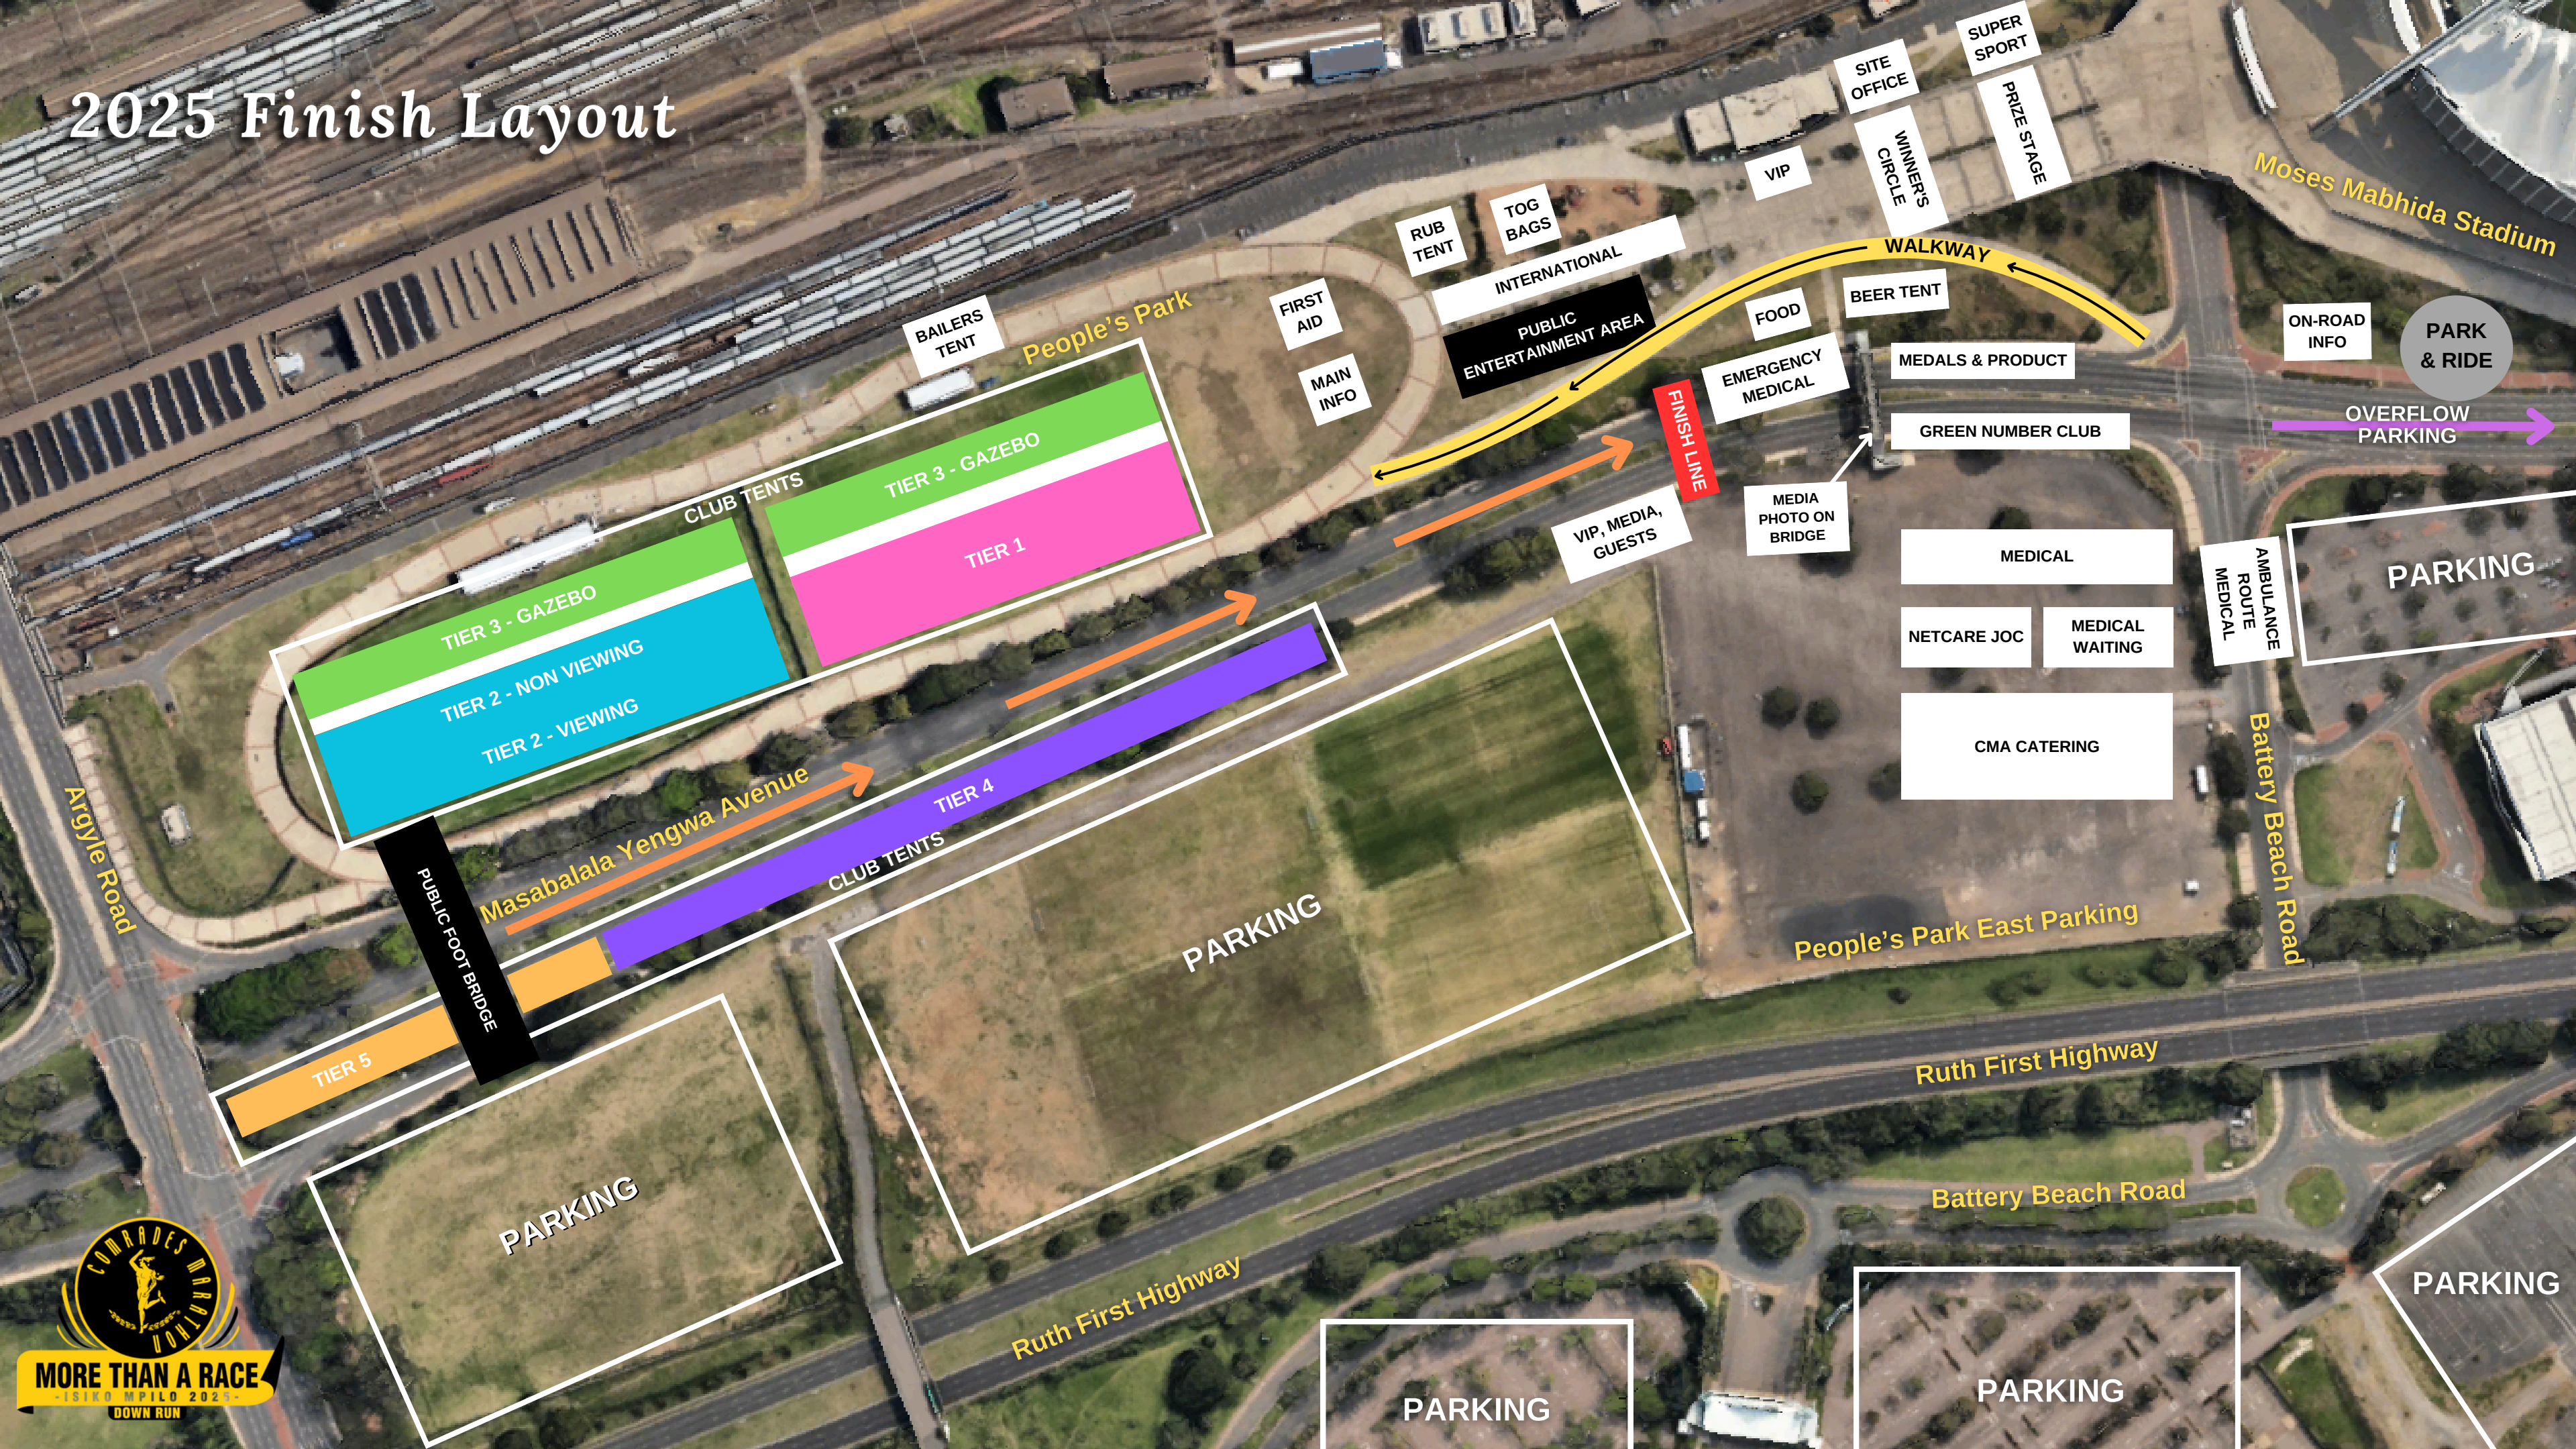 2025 Finish Layout
SUPER
SPORT
SITE
OFFICE
PRIZE STAGE
WINNER'S
CIRCLE
VIP
Moses Mabhida Stadium
TOG
BAGS
RUB
TENT
INTERNATIONAL
WALKWAY
BEER TENT
FOOD
PUBLIC
ENTERTAINMENT AREA
FIRST
AID
MAIN
INFO
BAILERS
TENT
People's Park
EMERGENCY
MEDICAL
MEDALS & PRODUCT
ON-ROAD
INFO
PARK
& RIDE
OVERFLOW
PARKING
GREEN NUMBER CLUB
FINISH LINE
MEDIA
PHOTO ON
BRIDGE
VIP, MEDIA,
GUESTS
CLUB TENTS
TIER 3 - GAZEBO
TIER 1
TIER 3 - GAZEBO
TIER 2 - NON VIEWING
TIER 2 - VIEWING
MEDICAL
NETCARE JOC
MEDICAL
WAITING
AMBULANCE
ROUTE
MEDICAL
PARKING
CMA CATERING
Battery Beach Road
Argyle Road
Masabalala Yengwa Avenue
TIER 4
CLUB TENTS
PUBLIC FOOT BRIDGE
TIER 5
PARKING
People's Park East Parking
Ruth First Highway
PARKING
Battery Beach Road
Ruth First Highway
PARKING
PARKING
PARKING
COMRADES MARATHON
MORE THAN A RACE
-ISIKO MPILO 2025-
DOWN RUN